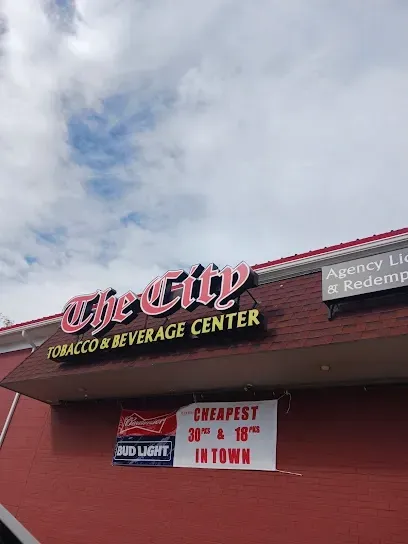 The City
TOBACCO & BEVERAGE CENTER
Agency Li
& Redemp
Budweiser
BUD LIGHT
CHEAPEST
30PKS & 18PKS
IN TOWN